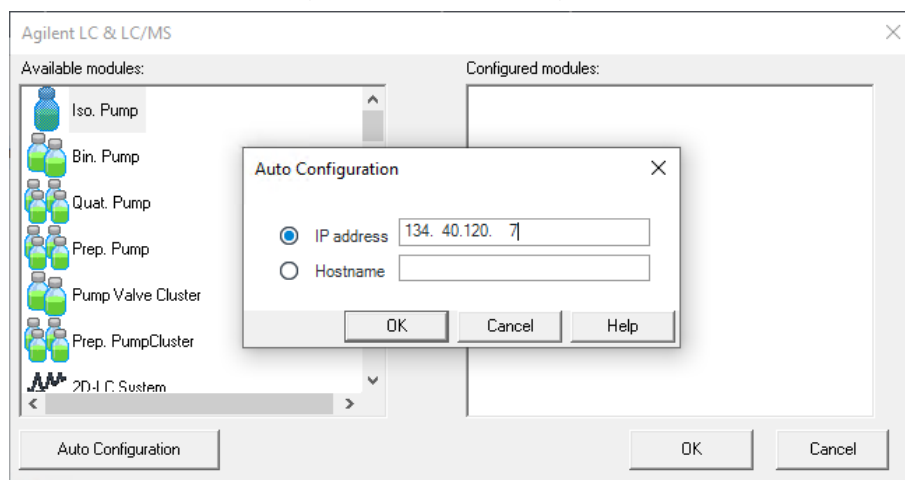 Agilent LC & LC/MS
Available modules:
Configured modules:
Iso. Pump
Bin. Pump
Quat. Pump
Prep. Pump
Pump Valve Cluster
Prep. PumpCluster
2D-LC System
Auto Configuration
IP address
134. 40.120. 7
Hostname
OK
Cancel
Help
Auto Configuration
OK
Cancel